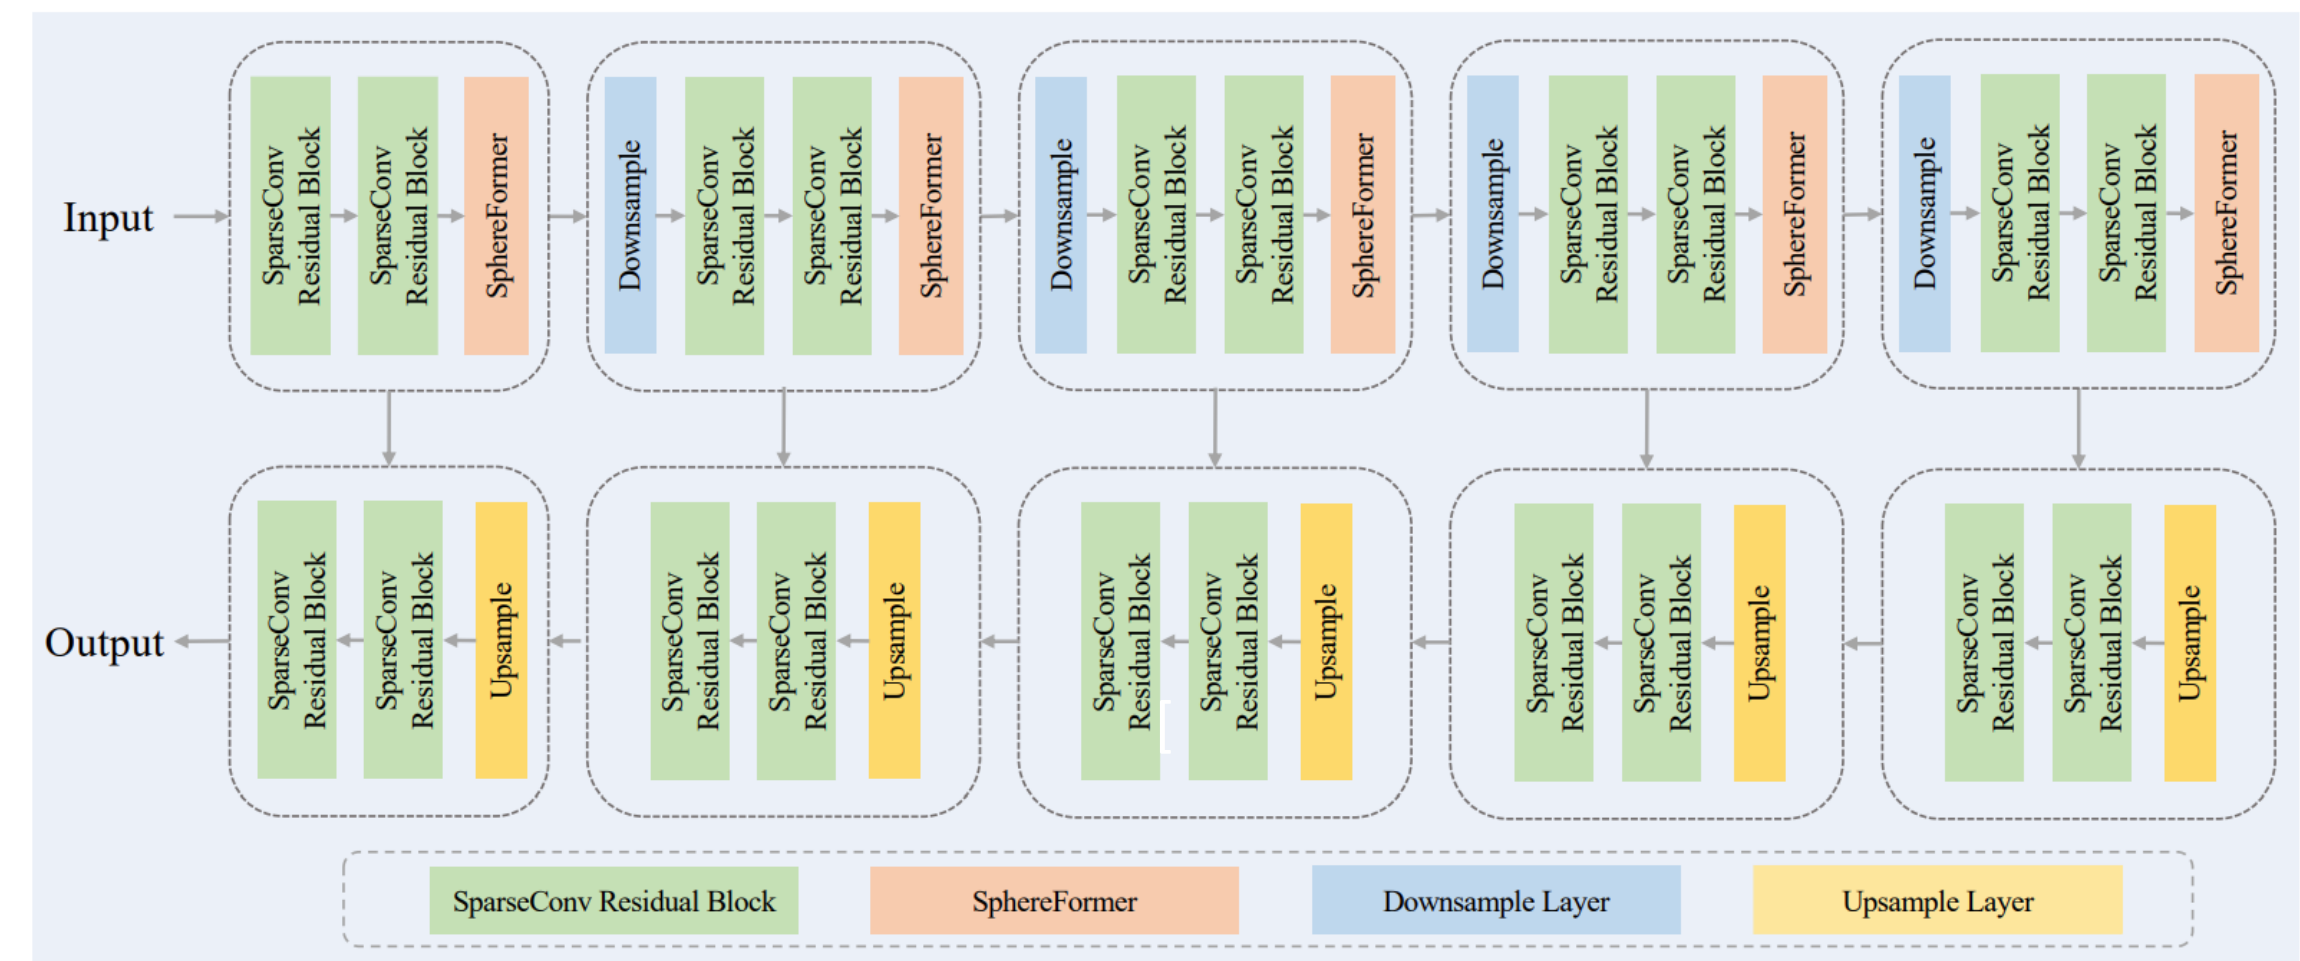 Input
SparseConv
Residual Block
SparseConv
Residual Block
SphereFormer
Downsample
SparseConv
Residual Block
SparseConv
Residual Block
SphereFormer
Downsample
SparseConv
Residual Block
SparseConv
Residual Block
SphereFormer
Downsample
SparseConv
Residual Block
SparseConv
Residual Block
SphereFormer
Downsample
SparseConv
Residual Block
SparseConv
Residual Block
SphereFormer
Output
SparseConv
Residual Block
SparseConv
Residual Block
Upsample
SparseConv
Residual Block
SparseConv
Residual Block
Upsample
SparseConv
Residual Block
[
SparseConv
Residual Block
Upsample
SparseConv
Residual Block
SparseConv
Residual Block
Upsample
SparseConv
Residual Block
SparseConv
Residual Block
Upsample
SparseConv Residual Block
SphereFormer
Downsample Layer
Upsample Layer